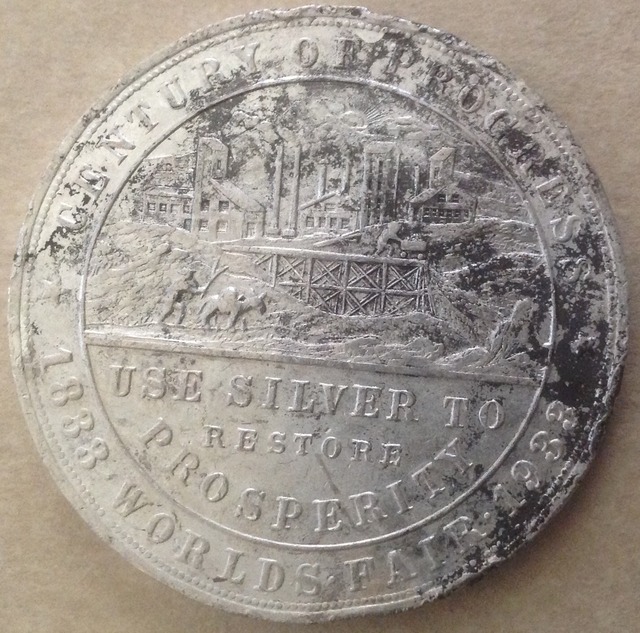 CENTURY OF PROGRESS
USE SILVER TO
RESTORE
PROSPERITY
1833·WORLDS·FAIR·1933